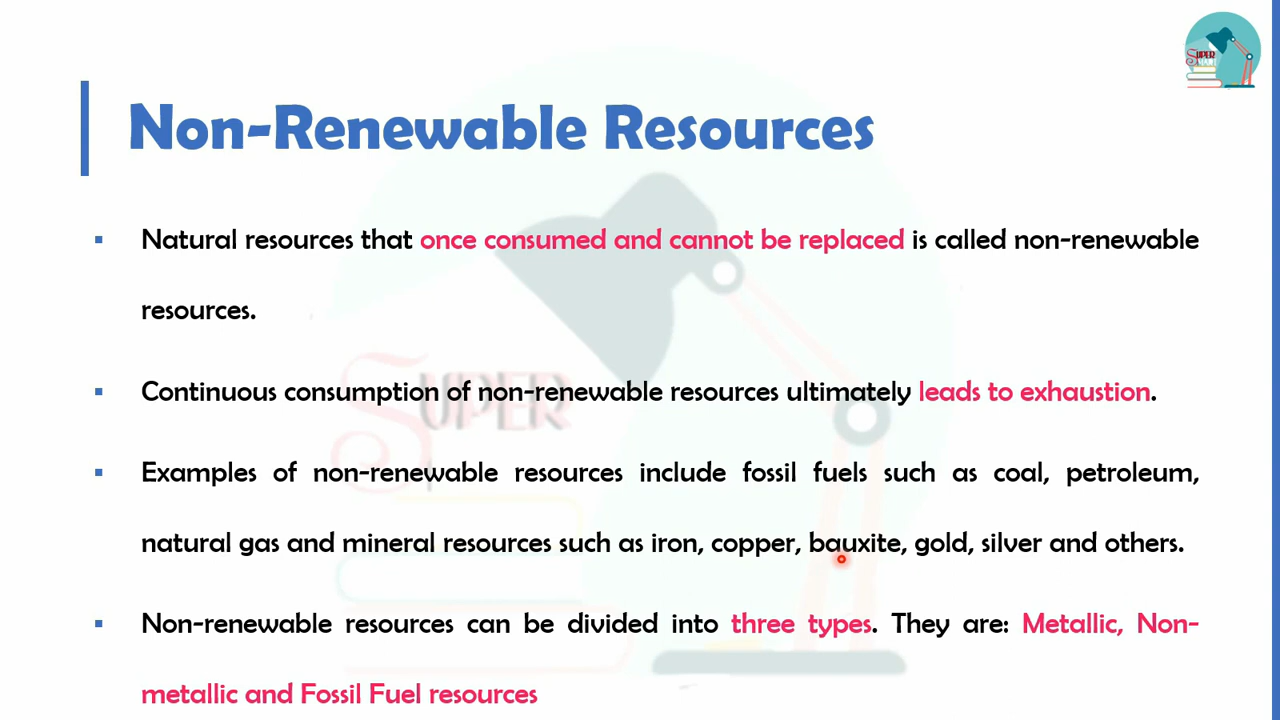 SUPER
Non-Renewable Resources
Natural resources that once consumed and cannot be replaced is called non-renewable
resources.
Continuous consumption of non-renewable resources ultimately leads to exhaustion.
SUPER
Examples of non-renewable resources include fossil fuels such as coal, petroleum,
natural gas and mineral resources such as iron, copper, bauxite, gold, silver and others.
Non-renewable resources can be divided into three types. They are: Metallic, Non-
metallic and Fossil Fuel resources